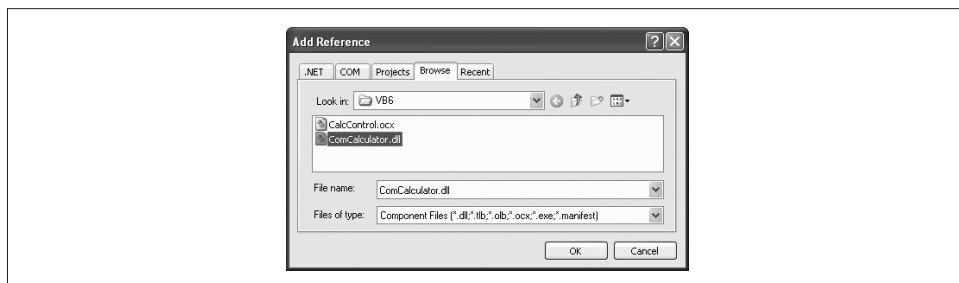 Add Reference
.NET COM Projects Browse Recent
Look in: VB6
CalcControl.ocx
ComCalculator.dll
File name: ComCalculator.dll
Files of type: Component Files (*.dll;*.tlb;*.olb;*.ocx;*.exe;*.manifest)
OK Cancel